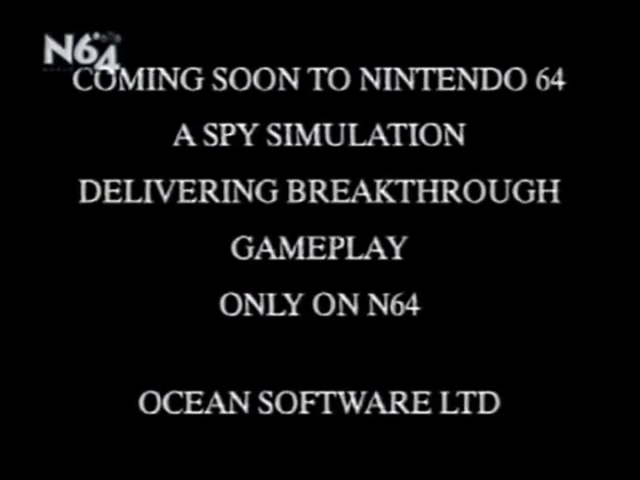 N64
COMING SOON TO NINTENDO 64
A SPY SIMULATION
DELIVERING BREAKTHROUGH
GAMEPLAY
ONLY ON N64
OCEAN SOFTWARE LTD